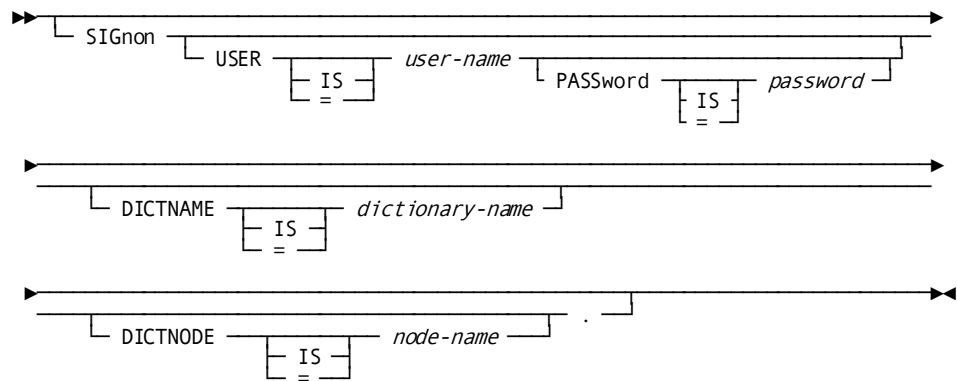 SIGnon
USER IS user-name PASSword IS password
= =
DICTNAME IS dictionary-name
=
DICTNODE IS node-name .
=